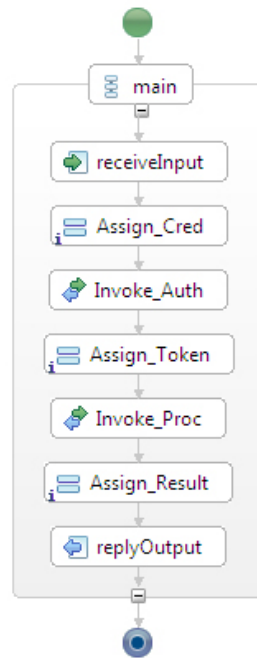 main
receiveInput
Assign_Cred
Invoke_Auth
Assign_Token
Invoke_Proc
Assign_Result
replyOutput